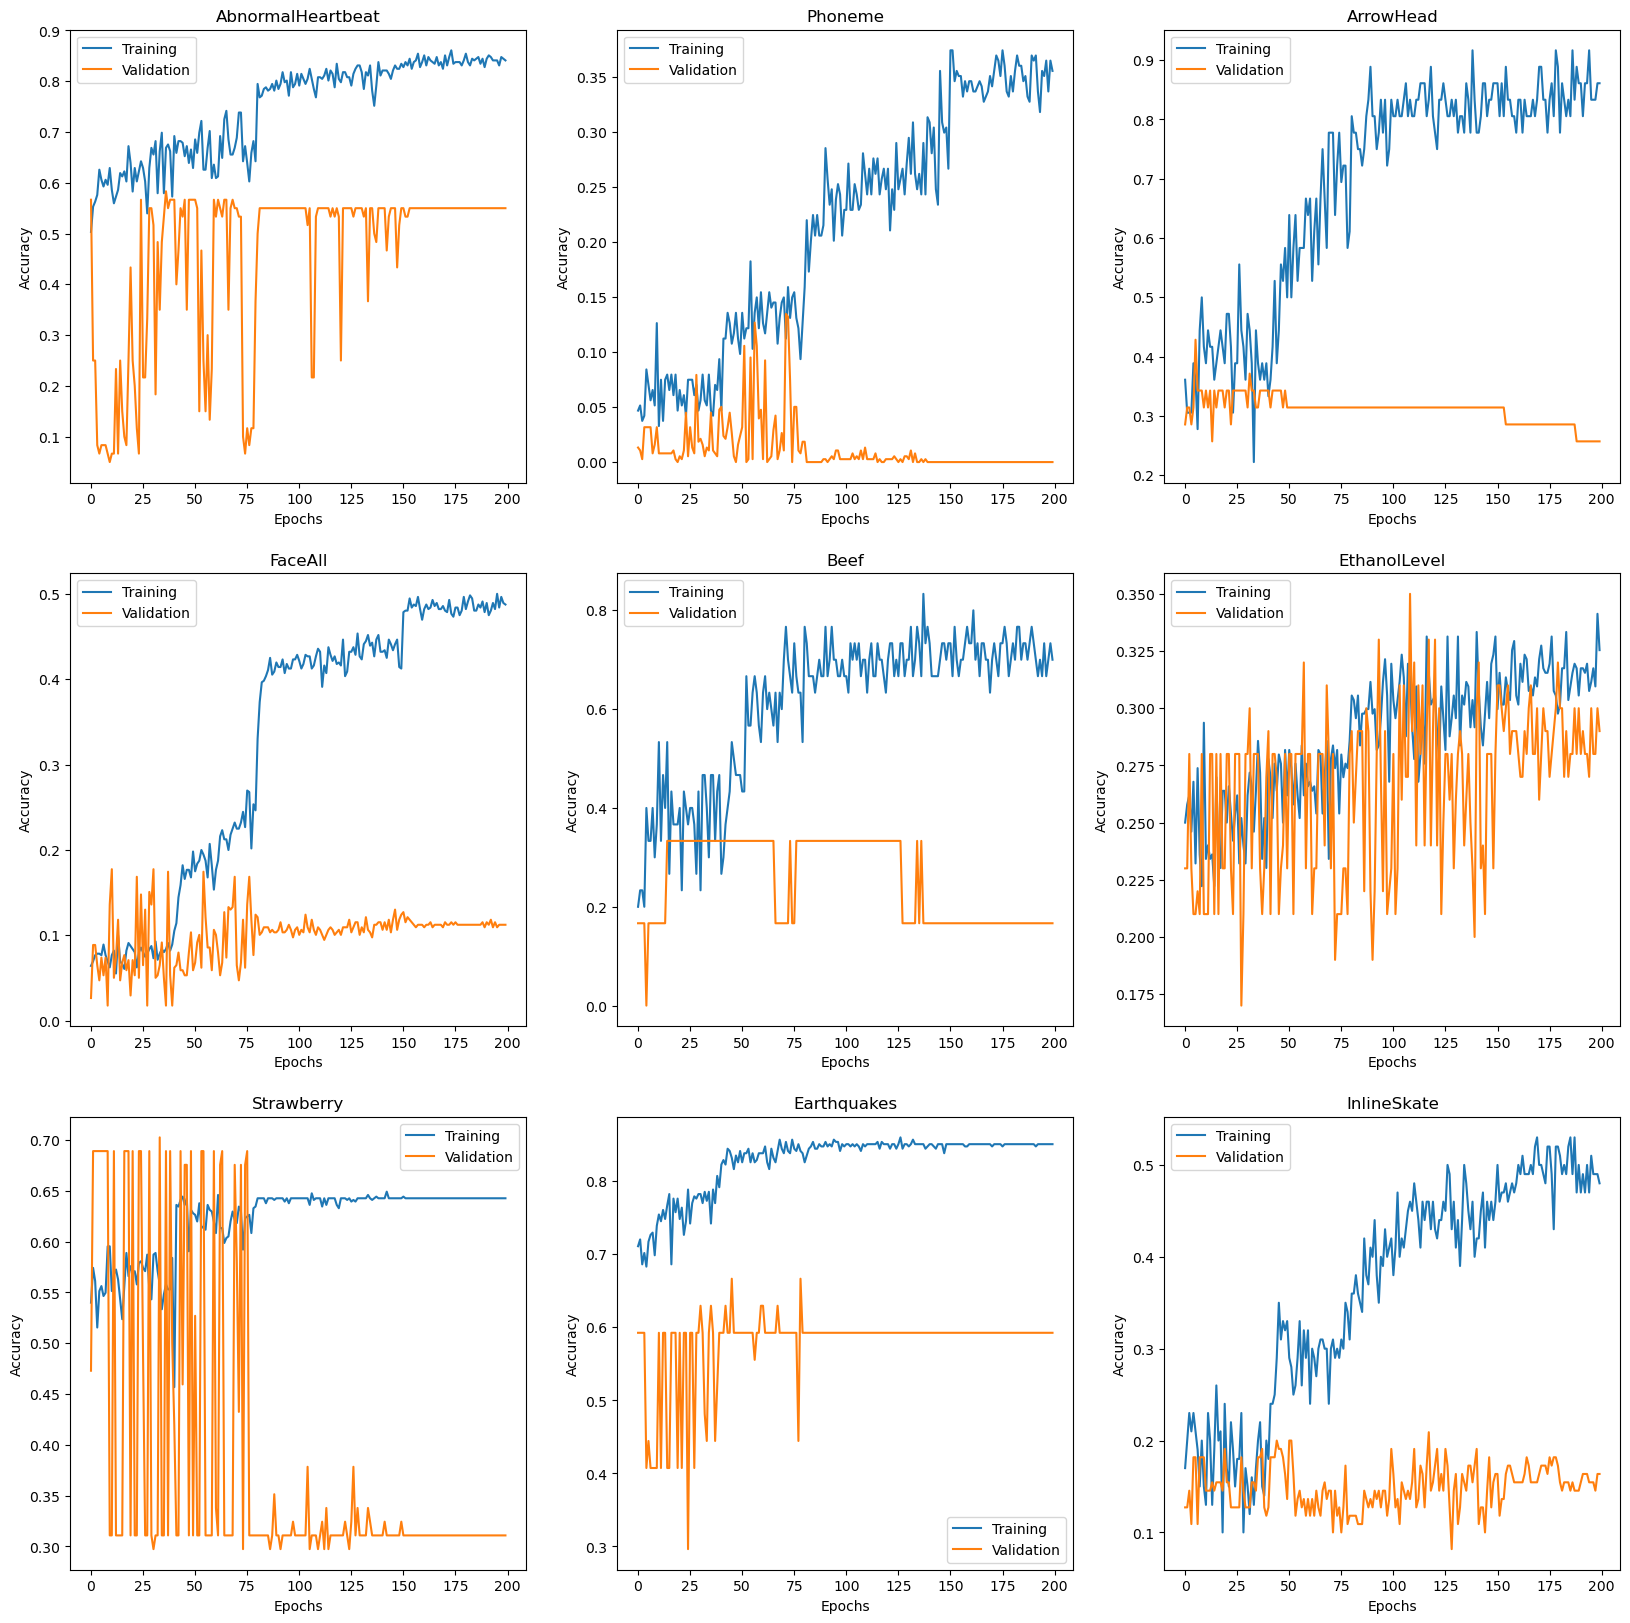 AbnormalHeartbeat
Training
Validation
Accuracy
0.9
0.8
0.7
0.6
0.5
0.4
0.3
0.2
0.1
0 25 50 75 100 125 150 175 200
Epochs
Phoneme
Training
Validation
Accuracy
0.35
0.30
0.25
0.20
0.15
0.10
0.05
0.00
0 25 50 75 100 125 150 175 200
Epochs
ArrowHead
Training
Validation
Accuracy
0.9
0.8
0.7
0.6
0.5
0.4
0.3
0.2
0 25 50 75 100 125 150 175 200
Epochs
FaceAll
Training
Validation
Accuracy
0.5
0.4
0.3
0.2
0.1
0.0
0 25 50 75 100 125 150 175 200
Epochs
Beef
Training
Validation
Accuracy
0.8
0.6
0.4
0.2
0.0
0 25 50 75 100 125 150 175 200
Epochs
EthanolLevel
Training
Validation
Accuracy
0.350
0.325
0.300
0.275
0.250
0.225
0.200
0.175
0 25 50 75 100 125 150 175 200
Epochs
Strawberry
Training
Validation
Accuracy
0.70
0.65
0.60
0.55
0.50
0.45
0.40
0.35
0.30
0 25 50 75 100 125 150 175 200
Epochs
Earthquakes
Training
Validation
Accuracy
0.8
0.7
0.6
0.5
0.4
0.3
0 25 50 75 100 125 150 175 200
Epochs
InlineSkate
Training
Validation
Accuracy
0.5
0.4
0.3
0.2
0.1
0 25 50 75 100 125 150 175 200
Epochs